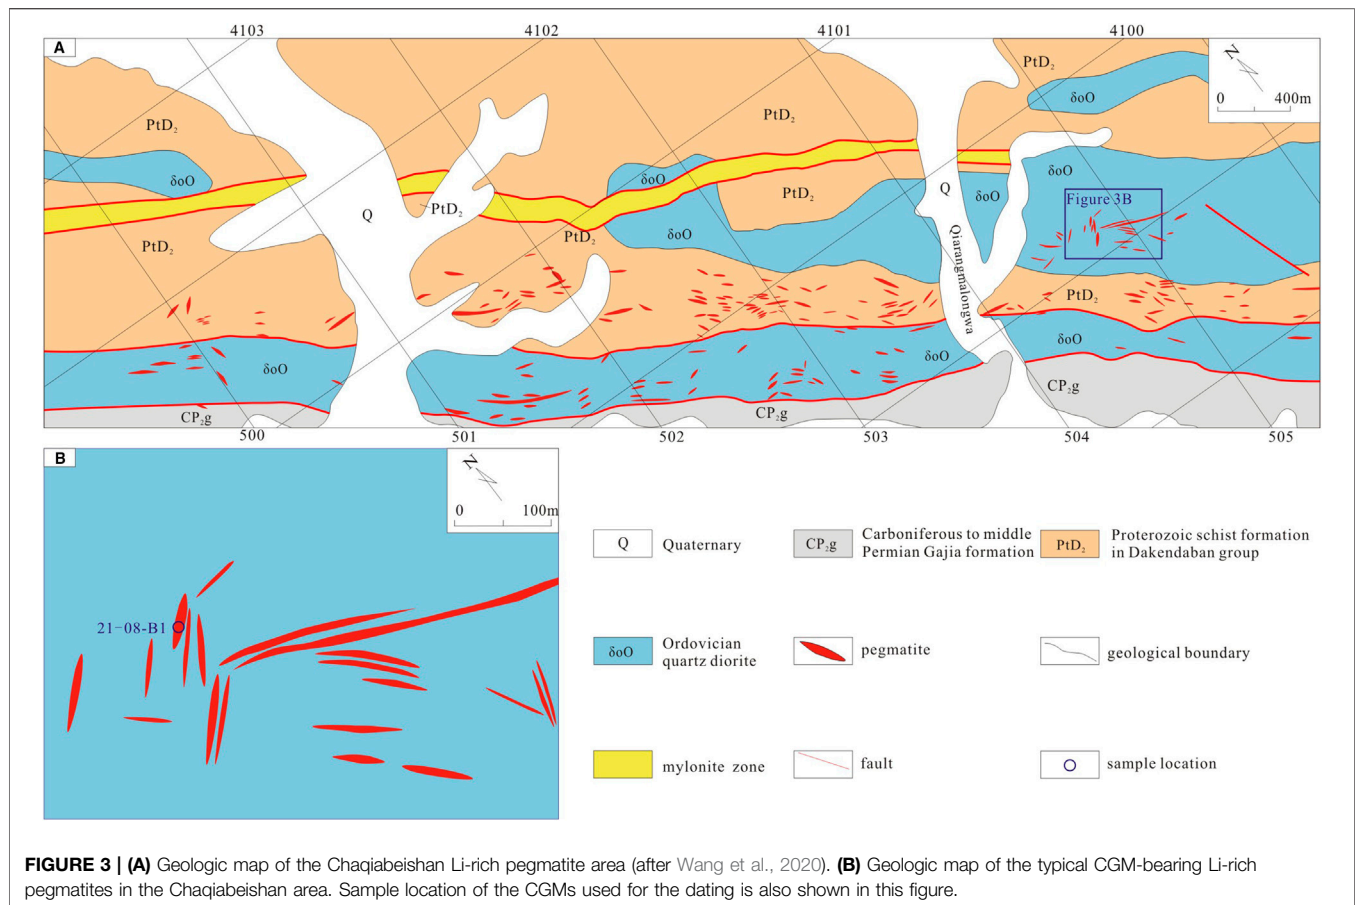 4103
4102
4101
4100
A
N
0 400m
PtD₂
PtD₂
PtD₂
δoO
δoO
δoO
δoO
PtD₂
Q
PtD₂
PtD₂
PtD₂
δoO
Q
δoO
Qiarangmalongwa
Figure 3B
PtD₂
δoO
δoO
δoO
CP₂g
CP₂g
CP₂g
500
501
502
503
504
505
B
N
0 100m
21-08-B1
Q Quaternary
CP₂g Carboniferous to middle
Permian Gajia formation
PtD₂ Proterozoic schist formation
in Dakendaban group
δoO Ordovician
quartz diorite
pegmatite
geological boundary
mylonite zone
fault
sample location
FIGURE 3 | (A) Geologic map of the Chaqiabeishan Li-rich pegmatite area (after Wang et al., 2020). (B) Geologic map of the typical CGM-bearing Li-rich
pegmatites in the Chaqiabeishan area. Sample location of the CGMs used for the dating is also shown in this figure.